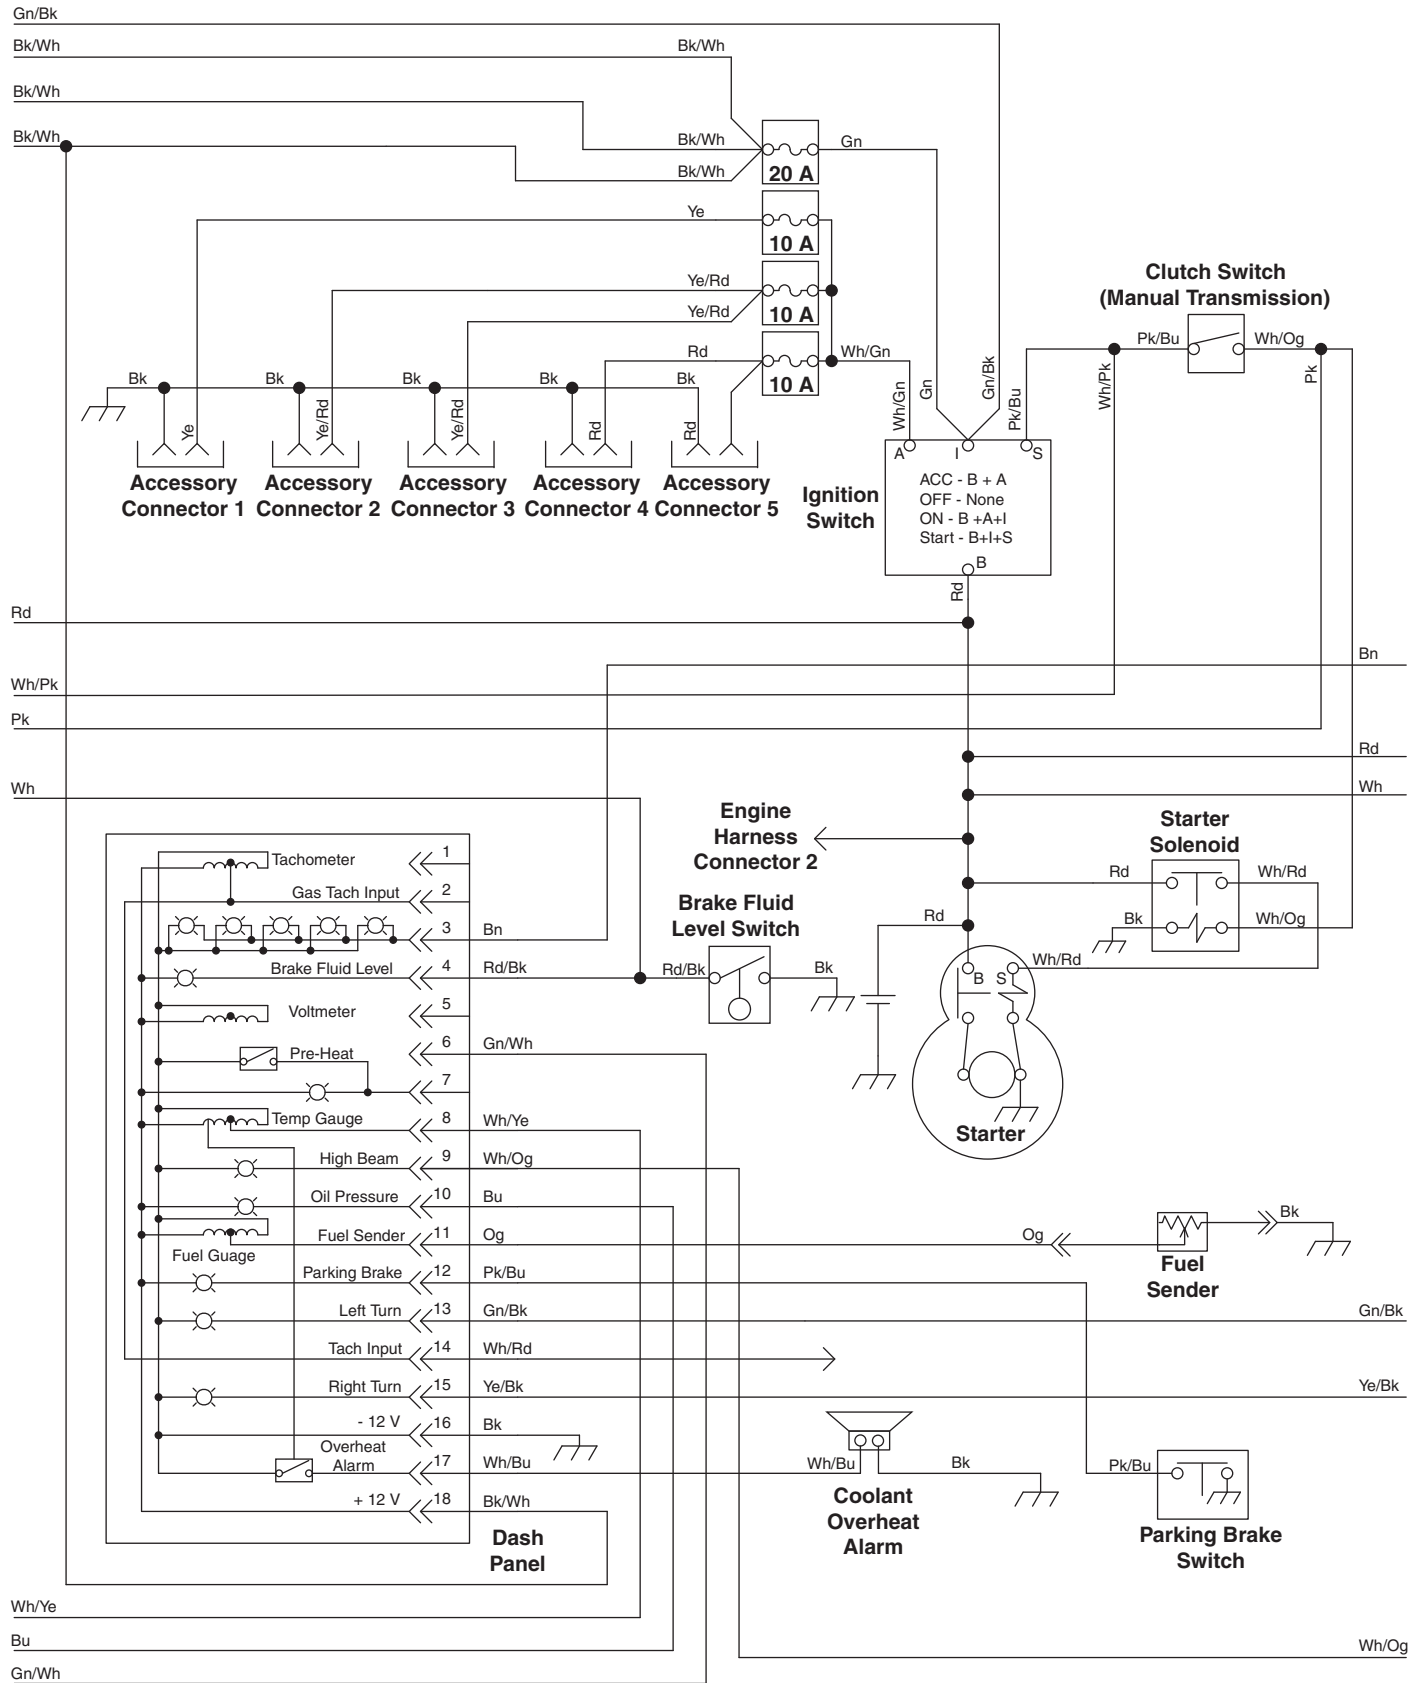 Gn/Bk
Bk/Wh
Bk/Wh
Bk/Wh
Bk/Wh
Bk/Wh
Gn
Bk/Wh
20 A
Ye
10 A
Ye/Rd
Ye/Rd
10 A
Rd
Wh/Gn
10 A
Clutch Switch
(Manual Transmission)
Pk/Bu
Wh/Og
Wh/Pk
Pk
Bk
Bk
Bk
Bk
Bk
Ye
Ye/Rd
Ye/Rd
Rd
Rd
Wh/Gn
Gn
Gn/Bk
Pk/Bu
Accessory
Connector 1
Accessory
Connector 2
Accessory
Connector 3
Accessory
Connector 4
Accessory
Connector 5
Ignition
Switch
A
I
S
ACC - B + A
OFF - None
ON - B +A+I
Start - B+I+S
B
Rd
Rd
Bn
Wh/Pk
Pk
Rd
Wh
Wh
Engine
Harness
Connector 2
Starter
Solenoid
Rd
Wh/Rd
Bk
Wh/Og
Brake Fluid
Level Switch
Rd
Rd/Bk
Bk
Wh/Rd
B
S
Starter
Tachometer
1
Gas Tach Input
2
3
Bn
Brake Fluid Level
4
Rd/Bk
Voltmeter
5
Pre-Heat
6
Gn/Wh
7
Temp Gauge
8
Wh/Ye
High Beam
9
Wh/Og
Oil Pressure
10
Bu
Fuel Sender
11
Og
Fuel Guage
Og
Bk
Fuel
Sender
Parking Brake
12
Pk/Bu
Left Turn
13
Gn/Bk
Gn/Bk
Tach Input
14
Wh/Rd
Right Turn
15
Ye/Bk
Ye/Bk
- 12 V
16
Bk
Overheat
Alarm
17
Wh/Bu
Wh/Bu
Bk
Pk/Bu
+ 12 V
18
Bk/Wh
Dash
Panel
Coolant
Overheat
Alarm
Parking Brake
Switch
Wh/Ye
Bu
Wh/Og
Gn/Wh